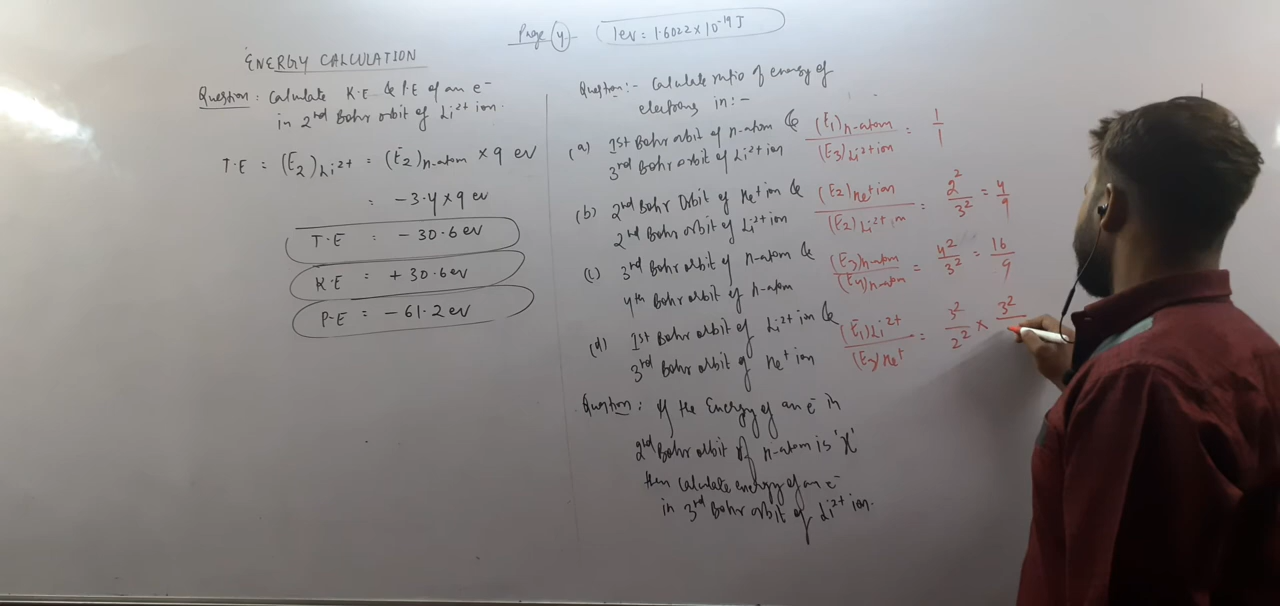 Page 4
1ev = 1.6022 x 10^-19 J
ENERGY CALCULATION
Question: Calculate K.E & P.E of an e⁻
in 2nd Bohr orbit of Li²⁺ ion.
T.E = (E₂)Li²⁺ = (E₂)H-atom x 9 ev
= -3.4 x 9 ev
T.E = - 30.6 ev
K.E = + 30.6 ev
P.E = - 61.2 ev
Question:- Calculate ratio of energy of
electrons in:-
(a) 1st Bohr orbit of H-atom &
3rd Bohr orbit of Li²⁺ ion
(E₁)H-atom / (E₃)Li²⁺ion = 1/1
(b) 2nd Bohr Orbit of He⁺ ion &
2nd Bohr orbit of Li²⁺ ion
(E₂)He⁺ion / (E₂)Li²⁺ion = 2²/3² = 4/9
(c) 3rd Bohr orbit of H-atom &
4th Bohr orbit of H-atom
(E₃)H-atom / (E₄)H-atom = 4²/3² = 16/9
(d) 1st Bohr orbit of Li²⁺ ion &
3rd Bohr orbit of He⁺ ion
(E₁)Li²⁺ / (E₃)He⁺ = 3²/2² x 3²
Question: If the Energy of an e⁻ in
2nd Bohr orbit of H-atom is 'X'
then calculate energy of an e⁻
in 3rd Bohr orbit of Li²⁺ ion.